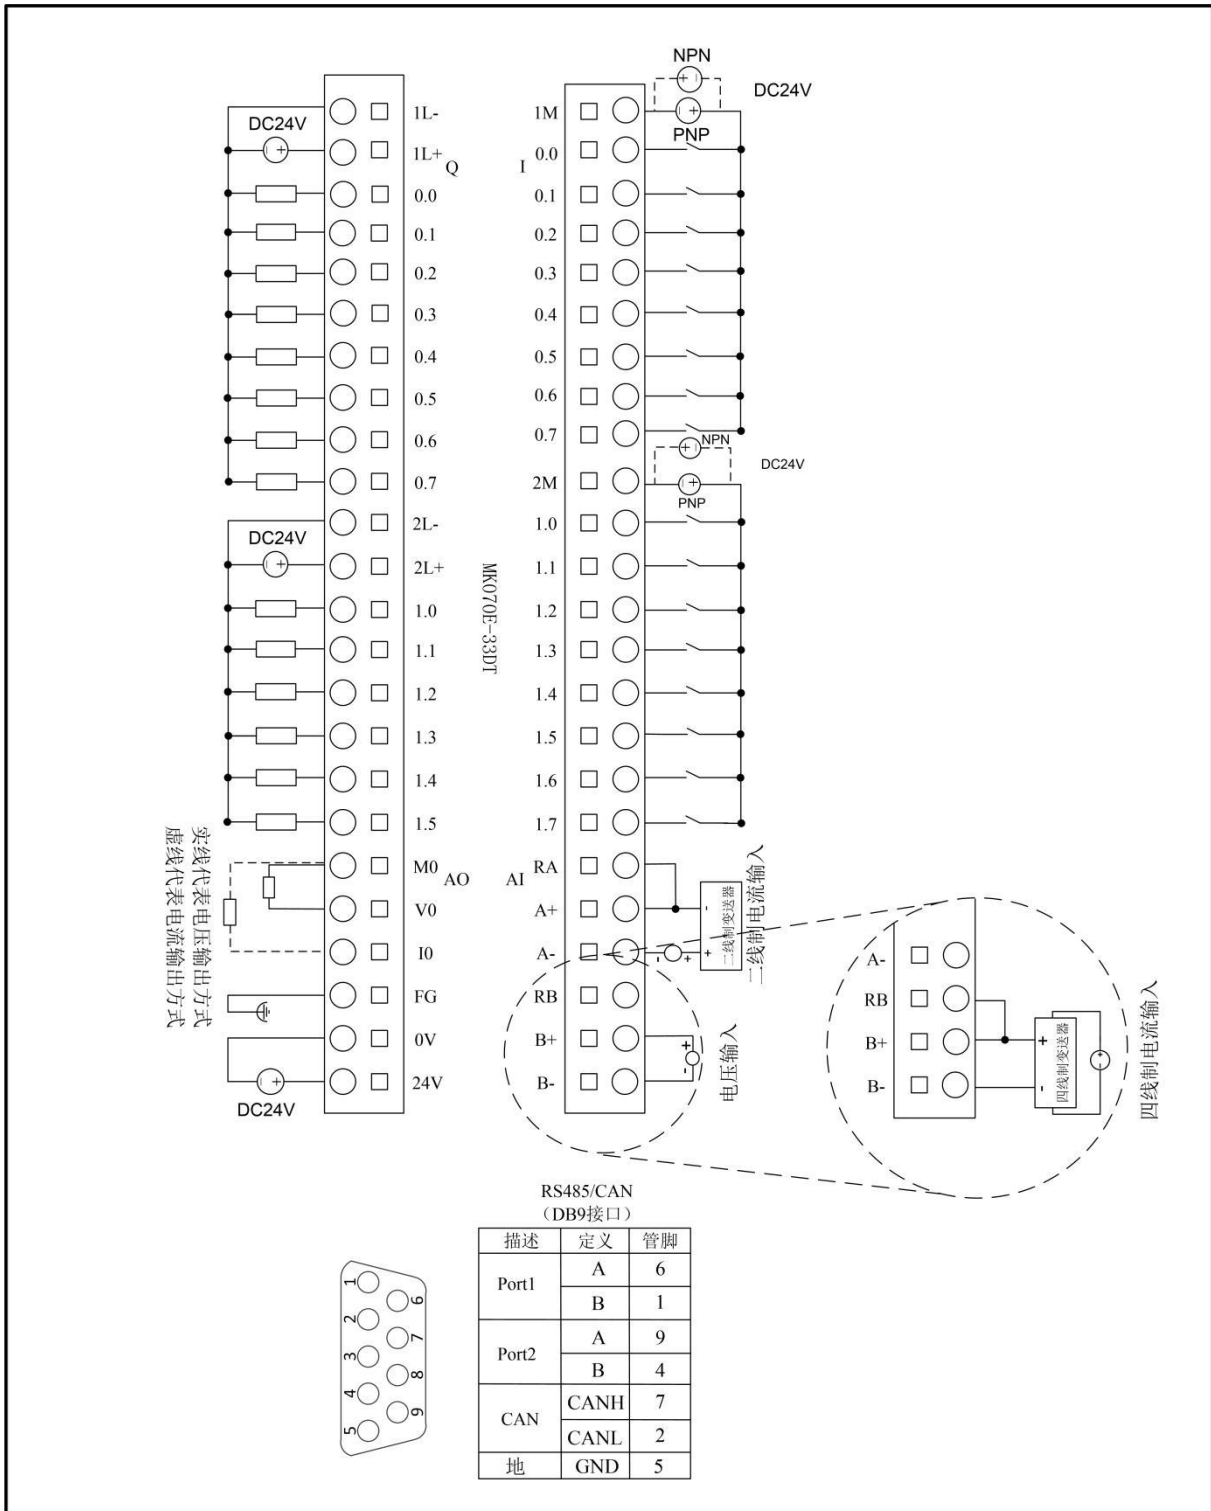 DC24V
1L-
1L+
Q
0.0
0.1
0.2
0.3
0.4
0.5
0.6
0.7
2L-
DC24V
2L+
1.0
1.1
1.2
1.3
1.4
1.5
M0
AO
V0
I0
FG
0V
24V
DC24V
实线代表电压输出方式
虚线代表电流输出方式
MK070E-33DT
NPN
DC24V
PNP
1M
I
0.0
0.1
0.2
0.3
0.4
0.5
0.6
0.7
NPN
DC24V
2M
PNP
1.0
1.1
1.2
1.3
1.4
1.5
1.6
1.7
AI
RA
A+
A-
RB
B+
B-
二线制变送器
二线制电流输入
电压输入
A-
RB
B+
B-
四线制变送器
四线制电流输入
RS485/CAN
（DB9接口）
描述 定义 管脚
Port1 A 6
B 1
Port2 A 9
B 4
CAN CANH 7
CANL 2
地 GND 5
1
2
3
4
5
6
7
8
9